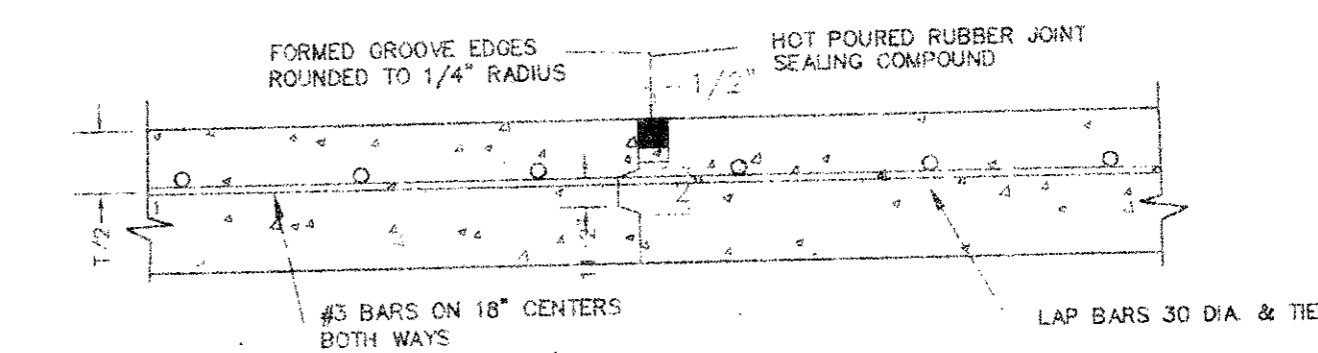 FORMED GROOVE EDGES
ROUNDED TO 1/4" RADIUS
HOT POURED RUBBER JOINT
SEALING COMPOUND
1/2"
T/2
2
#3 BARS ON 18" CENTERS
BOTH WAYS
LAP BARS 30 DIA. & TIE